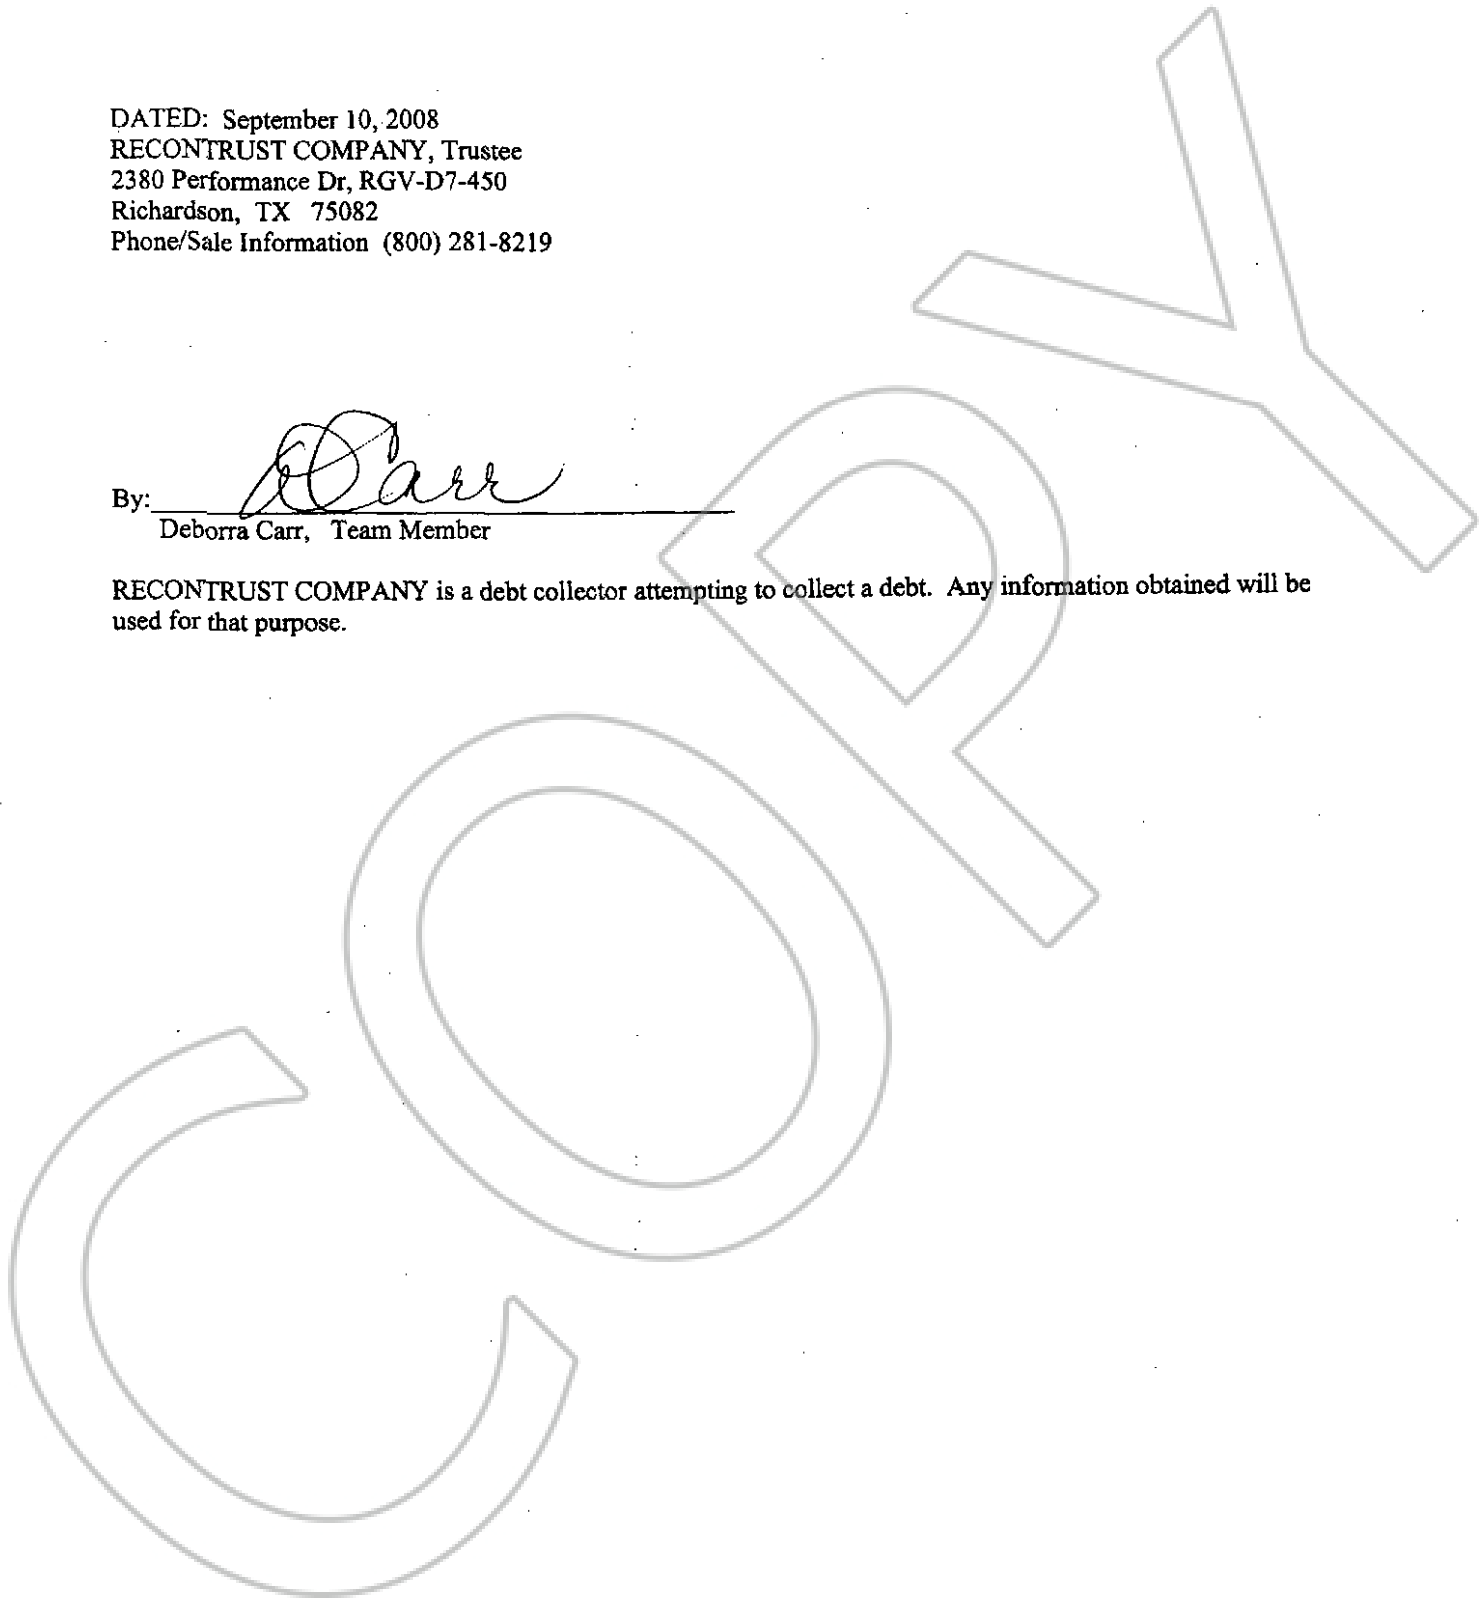 DATED: September 10, 2008
RECONTRUST COMPANY, Trustee
2380 Performance Dr, RGV-D7-450
Richardson, TX 75082
Phone/Sale Information (800) 281-8219
DCarr
By:
Deborra Carr, Team Member
RECONTRUST COMPANY is a debt collector attempting to collect a debt. Any information obtained will be
used for that purpose.
COPY